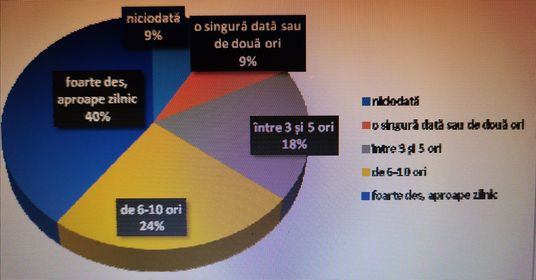 niciodată
9%
o singură dată sau
de două ori
9%
foarte des,
aproape zilnic
40%
între 3 și 5 ori
18%
de 6-10 ori
24%
niciodată
o singură dată sau de două ori
între 3 și 5 ori
de 6-10 ori
foarte des, aproape zilnic